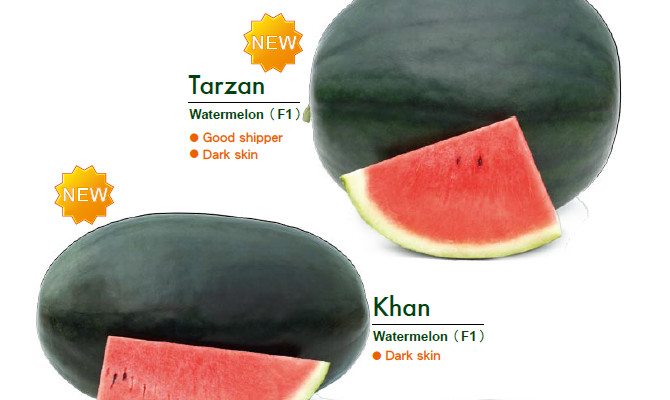 NEW
Tarzan
Watermelon (F1)
● Good shipper
● Dark skin
NEW
Khan
Watermelon (F1)
● Dark skin